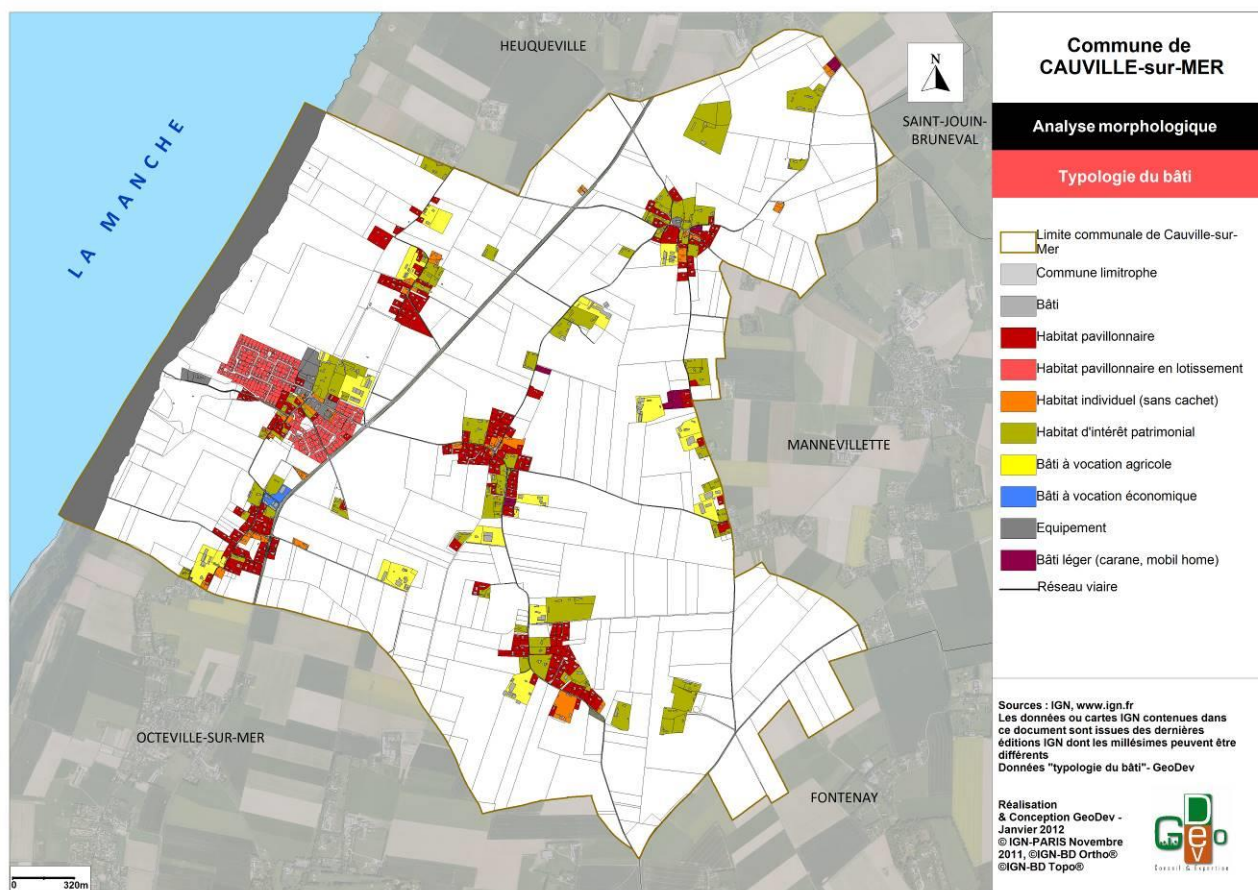 HEUQUEVILLE
N
SAINT-JOUIN-
BRUNEVAL
LA MANCHE
MANNEVILLETTE
OCTEVILLE-SUR-MER
FONTENAY
0 320m
Commune de
CAUVILLE-sur-MER
Analyse morphologique
Typologie du bâti
Limite communale de Cauville-sur-
Mer
Commune limitrophe
Bâti
Habitat pavillonnaire
Habitat pavillonnaire en lotissement
Habitat individuel (sans cachet)
Habitat d'intérêt patrimonial
Bâti à vocation agricole
Bâti à vocation économique
Equipement
Bâti léger (carane, mobil home)
Réseau viaire
Sources : IGN, www.ign.fr
Les données ou cartes IGN contenues dans
ce document sont issues des dernières
éditions IGN dont les millésimes peuvent être
différents
Données "typologie du bâti"- GeoDev
Réalisation
& Conception GeoDev -
Janvier 2012
© IGN-PARIS Novembre
2011, ©IGN-BD Ortho®
©IGN-BD Topo®
GeoDev
Conseil & Expertise